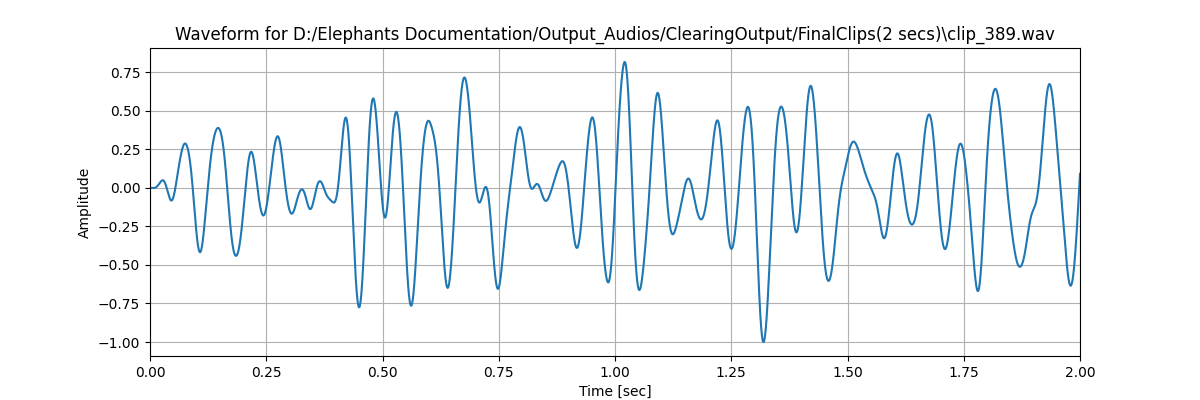 Waveform for D:/Elephants Documentation/Output_Audios/ClearingOutput/FinalClips(2 secs)\clip_389.wav
0.75
0.50
0.25
0.00
−0.25
−0.50
−0.75
−1.00
Amplitude
0.00 0.25 0.50 0.75 1.00 1.25 1.50 1.75 2.00
Time [sec]